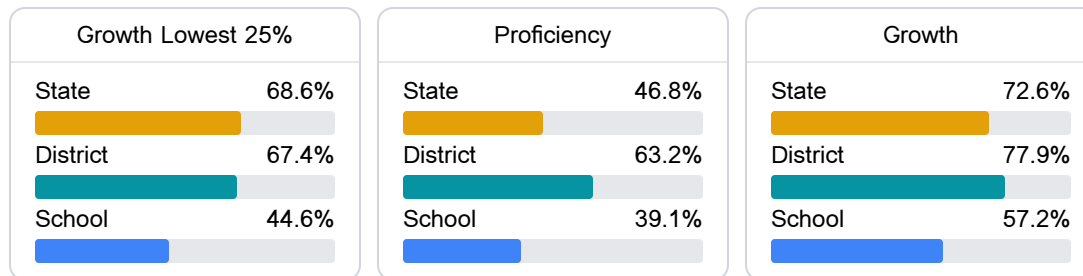 Growth Lowest 25%
State 68.6%
District 67.4%
School 44.6%
Proficiency
State 46.8%
District 63.2%
School 39.1%
Growth
State 72.6%
District 77.9%
School 57.2%